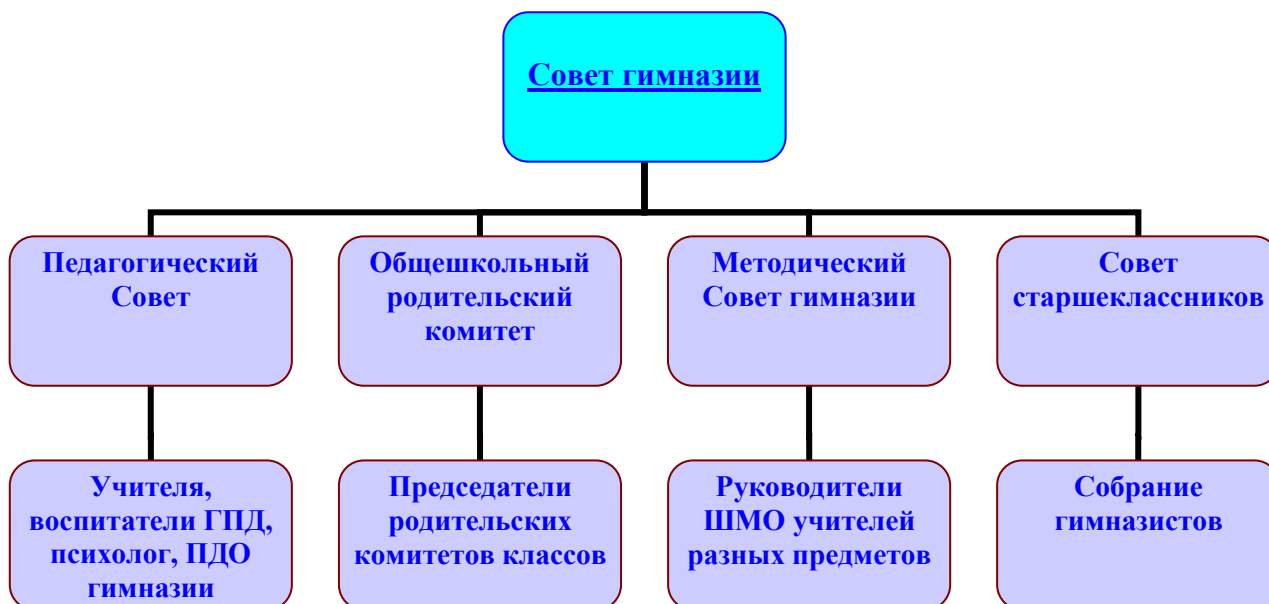 Совет гимназии
Педагогический
Совет
Общешкольный
родительский
комитет
Методический
Совет гимназии
Совет
старшеклассников
Учителя,
воспитатели ГПД,
психолог, ПДО
гимназии
Председатели
родительских
комитетов классов
Руководители
ШМО учителей
разных предметов
Собрание
гимназистов